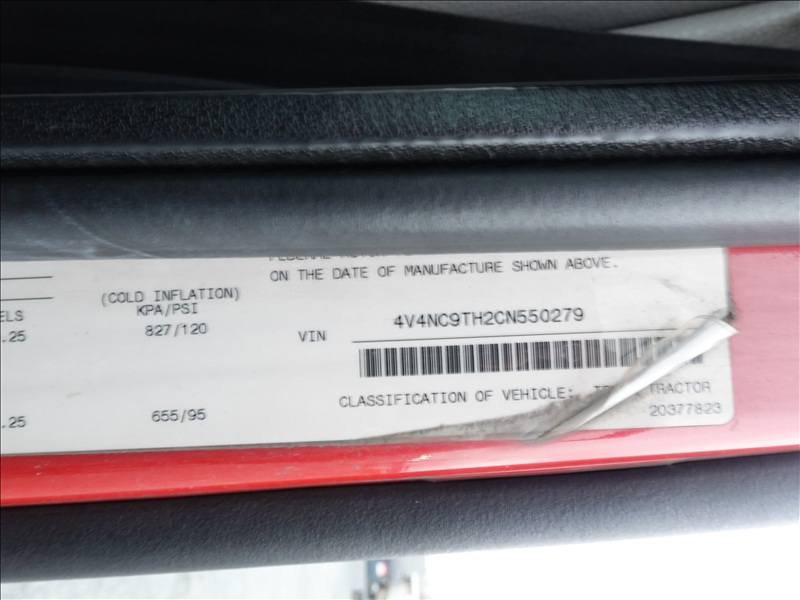 ON THE DATE OF MANUFACTURE SHOWN ABOVE.
(COLD INFLATION)
KPA/PSI
ELS
.25
827/120
VIN
4V4NC9TH2CN550279
CLASSIFICATION OF VEHICLE: TRACTOR
.25
655/95
20377823